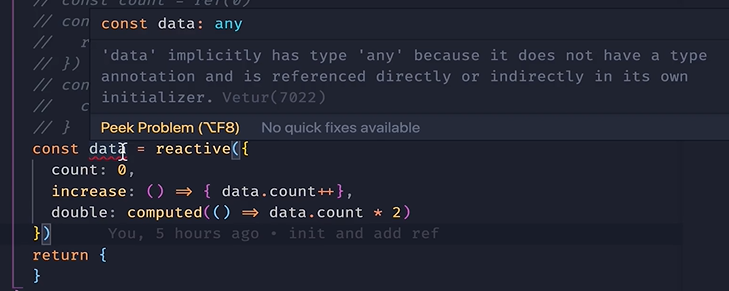 // const count = ref(0)
// con
//   r
// })
// con
//   c
// }
const data: any
'data' implicitly has type 'any' because it does not have a type
annotation and is referenced directly or indirectly in its own
initializer. Vetur(7022)
Peek Problem (⌥F8) No quick fixes available
const data = reactive({
  count: 0,
  increase: () => { data.count++},
  double: computed(() => data.count * 2)
}) You, 5 hours ago • init and add ref
return {
}